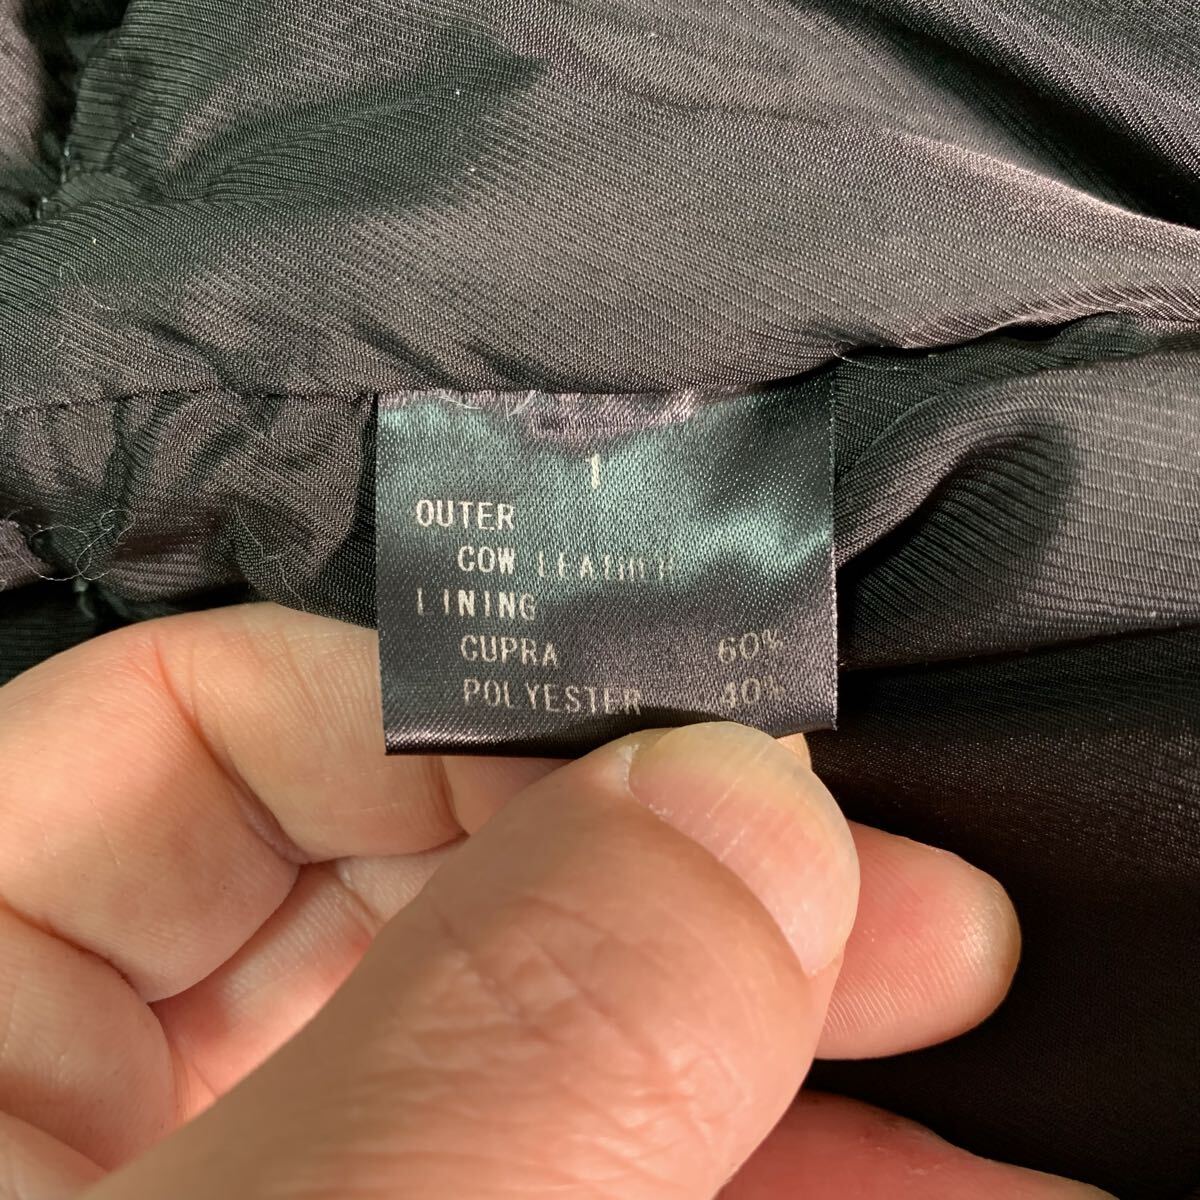 1
OUTER
COW LEATHER
LINING
CUPRA 60%
POLYESTER 40%